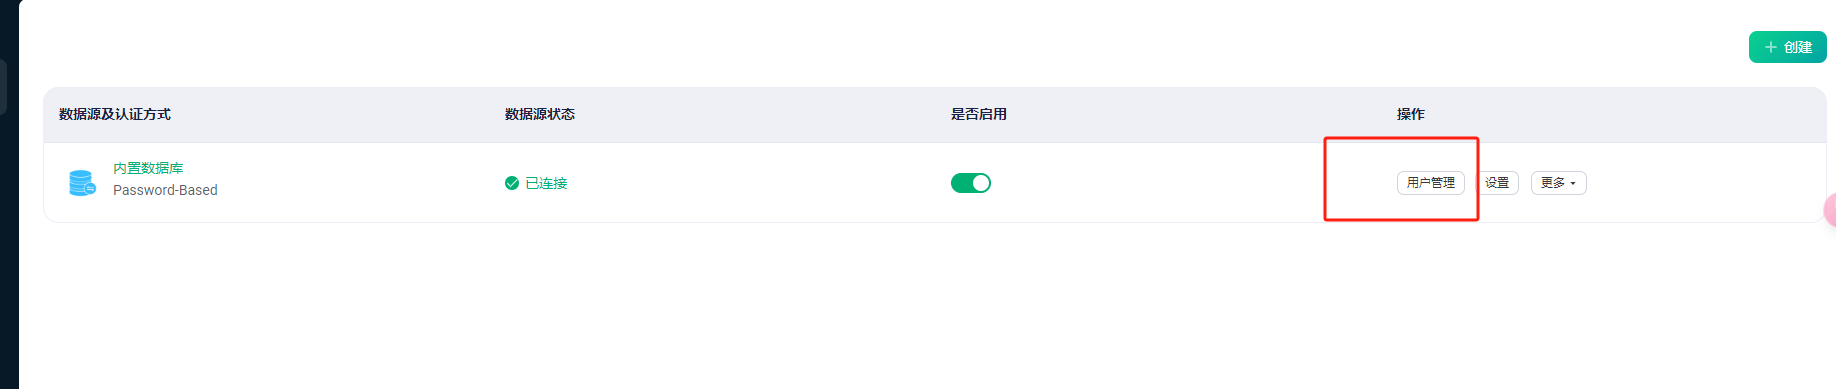 创建
数据源及认证方式 数据源状态 是否启用 操作
内置数据库
Password-Based
已连接
用户管理 设置 更多